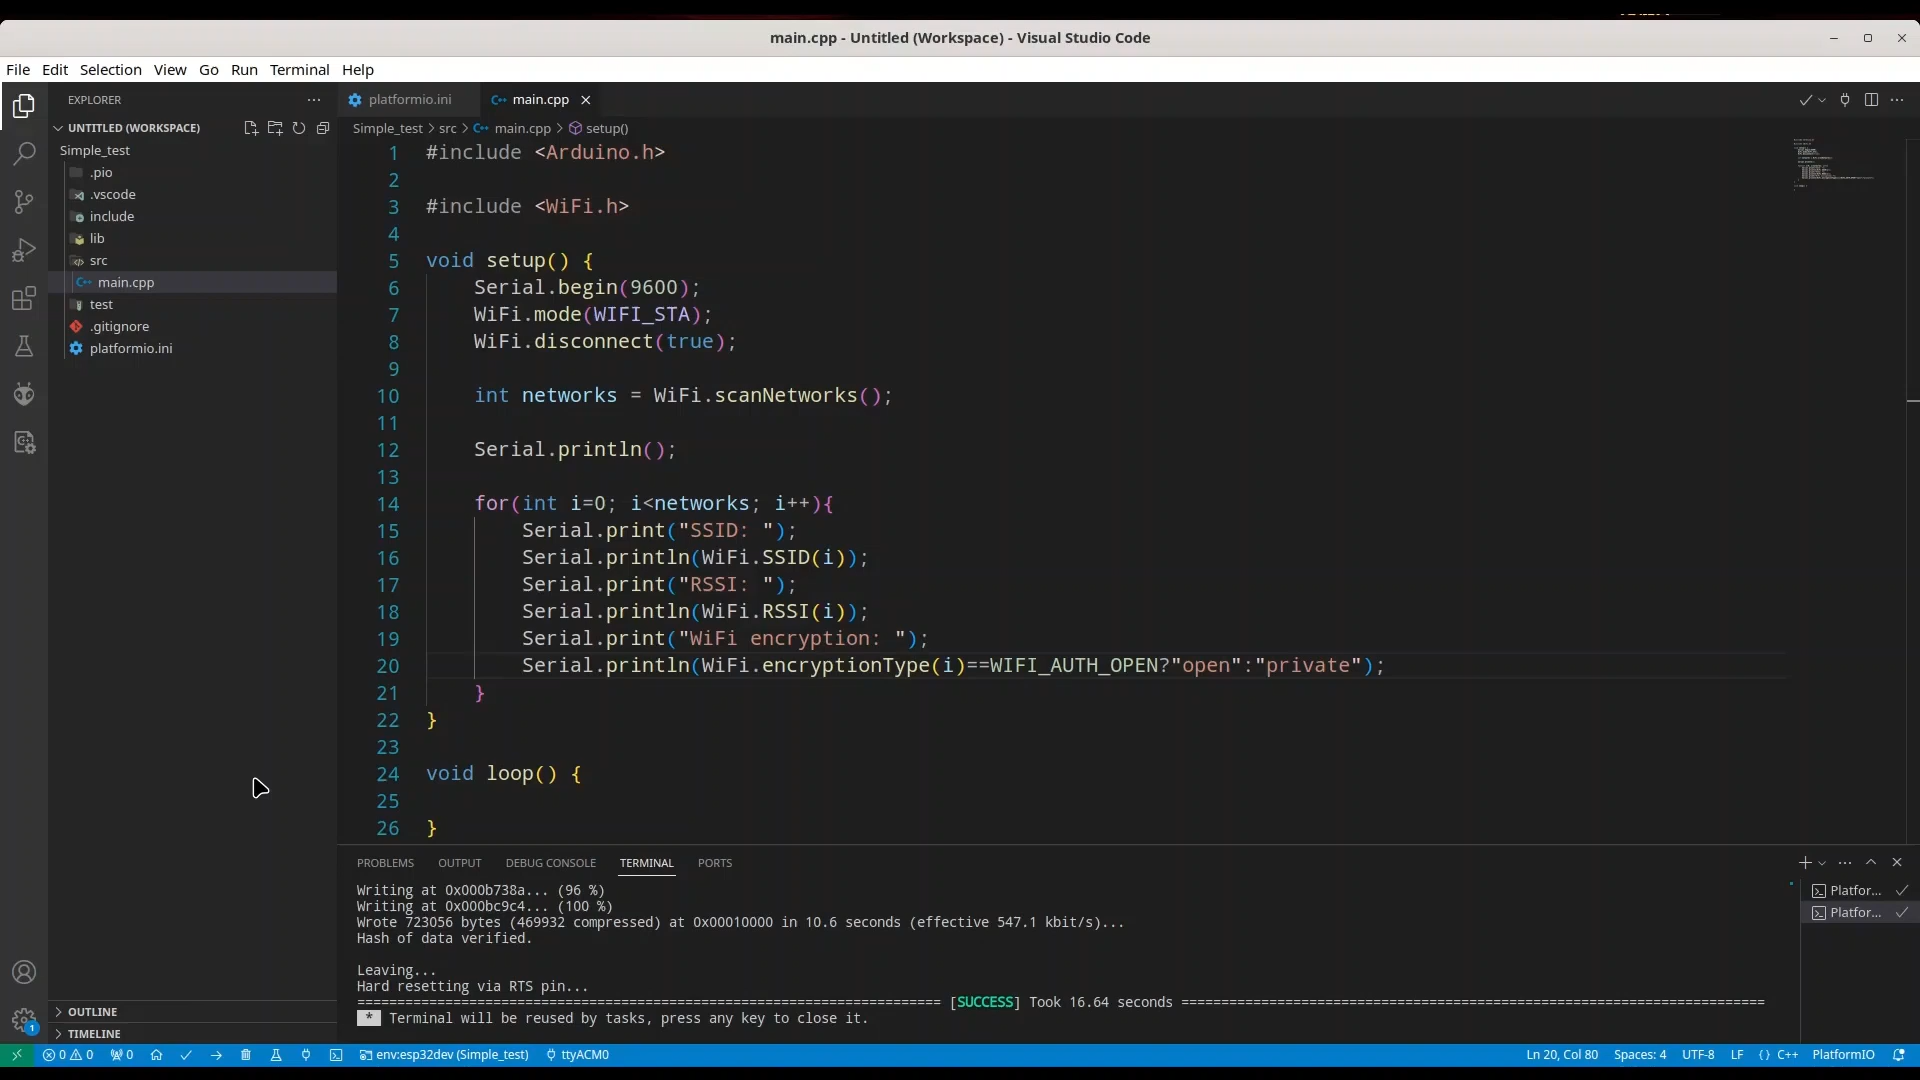 main.cpp - Untitled (Workspace) - Visual Studio Code
File Edit Selection View Go Run Terminal Help
EXPLORER
UNTITLED (WORKSPACE)
Simple_test
.pio
.vscode
include
lib
src
main.cpp
test
.gitignore
platformio.ini
OUTLINE
TIMELINE
platformio.ini main.cpp
Simple_test > src > main.cpp > setup()
1 #include <Arduino.h>
2
3 #include <WiFi.h>
4
5 void setup() {
6 Serial.begin(9600);
7 WiFi.mode(WIFI_STA);
8 WiFi.disconnect(true);
9
10 int networks = WiFi.scanNetworks();
11
12 Serial.println();
13
14 for(int i=0; i<networks; i++){
15 Serial.print("SSID: ");
16 Serial.println(WiFi.SSID(i));
17 Serial.print("RSSI: ");
18 Serial.println(WiFi.RSSI(i));
19 Serial.print("WiFi encryption: ");
20 Serial.println(WiFi.encryptionType(i)==WIFI_AUTH_OPEN?"open":"private");
21 }
22 }
23
24 void loop() {
25
26 }
PROBLEMS OUTPUT DEBUG CONSOLE TERMINAL PORTS
Writing at 0x000b738a... (96 %)
Writing at 0x000bc9c4... (100 %)
Wrote 723056 bytes (469932 compressed) at 0x00010000 in 10.6 seconds (effective 547.1 kbit/s)...
Hash of data verified.
Leaving...
Hard resetting via RTS pin...
========================================================================= [SUCCESS] Took 16.64 seconds =========================================================================
* Terminal will be reused by tasks, press any key to close it.
Platfor...
Platfor...
1
0 0 0 env:esp32dev (Simple_test) ttyACM0 Ln 20, Col 80 Spaces: 4 UTF-8 LF {} C++ PlatformIO